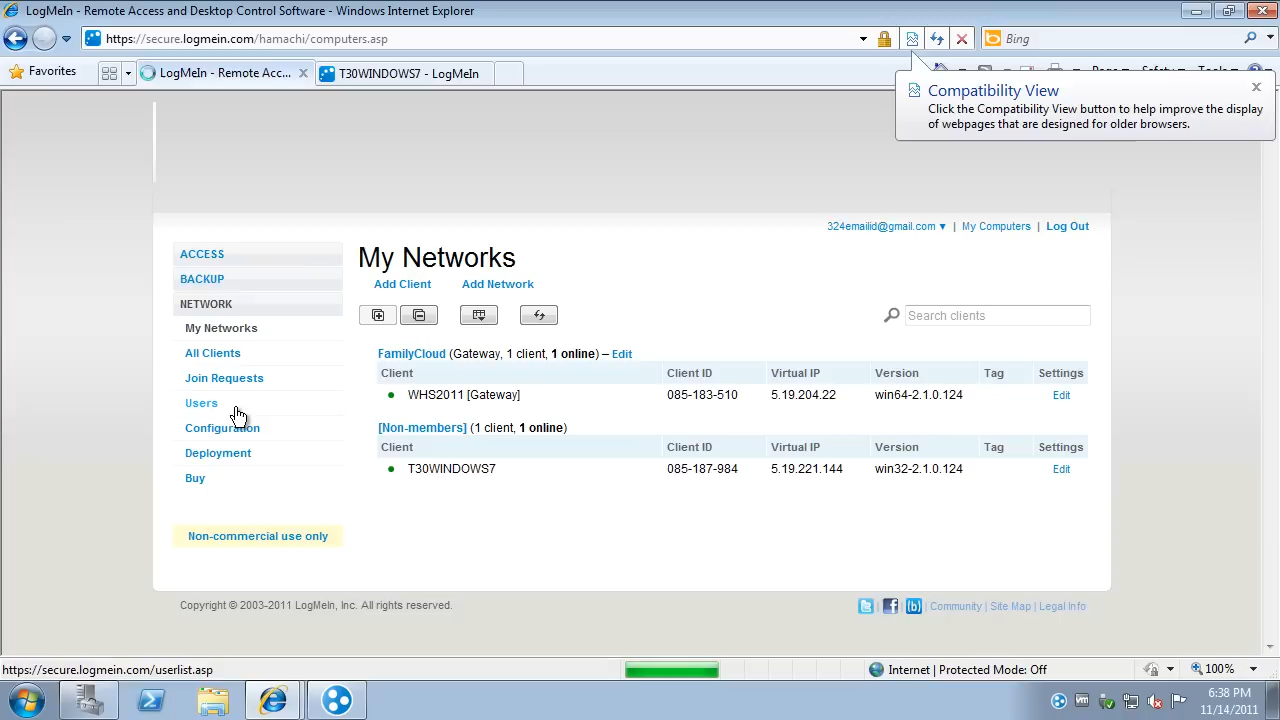 LogMeIn - Remote Access and Desktop Control Software - Windows Internet Explorer
https://secure.logmein.com/hamachi/computers.asp
Bing
Favorites
LogMeIn - Remote Acc...
T30WINDOWS7 - LogMeIn
Compatibility View
Click the Compatibility View button to help improve the display
of webpages that are designed for older browsers.
324emailid@gmail.com ▼ | My Computers | Log Out
ACCESS
BACKUP
NETWORK
My Networks
All Clients
Join Requests
Users
Configuration
Deployment
Buy
Non-commercial use only
My Networks
Add Client Add Network
Search clients
FamilyCloud (Gateway, 1 client, 1 online) – Edit
Client Client ID Virtual IP Version Tag Settings
WHS2011 [Gateway] 085-183-510 5.19.204.22 win64-2.1.0.124 Edit
[Non-members] (1 client, 1 online)
Client Client ID Virtual IP Version Tag Settings
T30WINDOWS7 085-187-984 5.19.221.144 win32-2.1.0.124 Edit
Copyright © 2003-2011 LogMeIn, Inc. All rights reserved.
Community | Site Map | Legal Info
https://secure.logmein.com/userlist.asp
Internet | Protected Mode: Off
100%
6:38 PM
11/14/2011